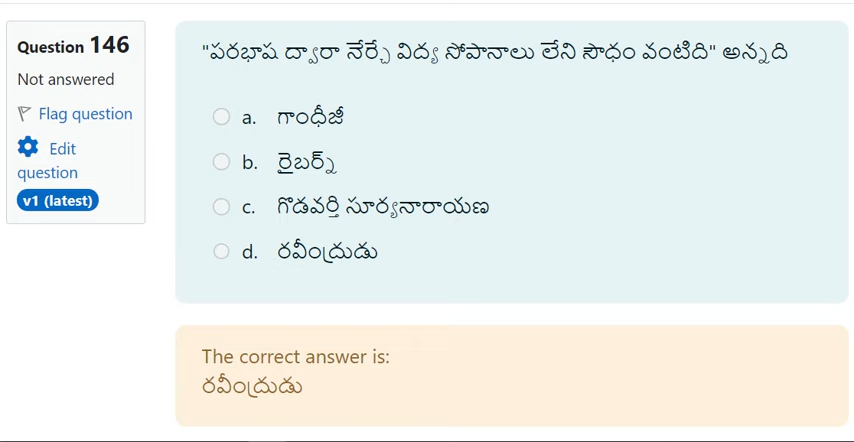 Question 146
Not answered
Flag question
Edit
question
v1 (latest)
"పరభాష ద్వారా నేర్చే విద్య సోపానాలు లేని సౌధం వంటిది" అన్నది
a. గాంధీజీ
b. రైబర్న్
c. గొడవర్తి సూర్యనారాయణ
d. రవీంద్రుడు
The correct answer is:
రవీంద్రుడు